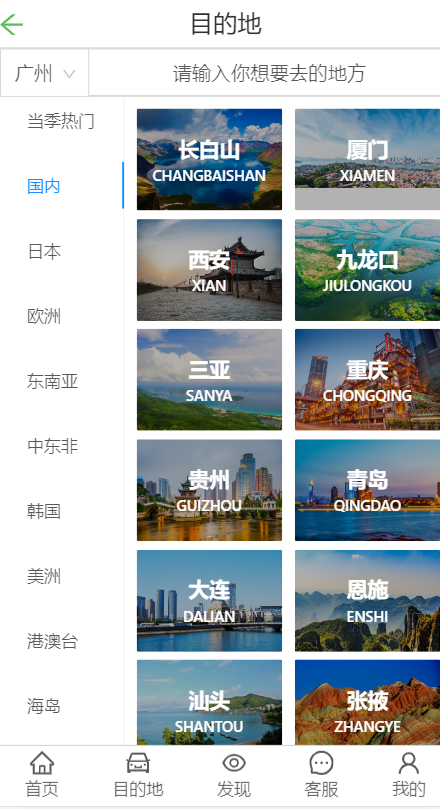 目的地
广州
请输入你想要去的地方
当季热门
国内
日本
欧洲
东南亚
中东非
韩国
美洲
港澳台
海岛
长白山
CHANGBAISHAN
厦门
XIAMEN
西安
XIAN
九龙口
JIULONGKOU
三亚
SANYA
重庆
CHONGQING
贵州
GUIZHOU
青岛
QINGDAO
大连
DALIAN
恩施
ENSHI
汕头
SHANTOU
张掖
ZHANGYE
首页
目的地
发现
客服
我的